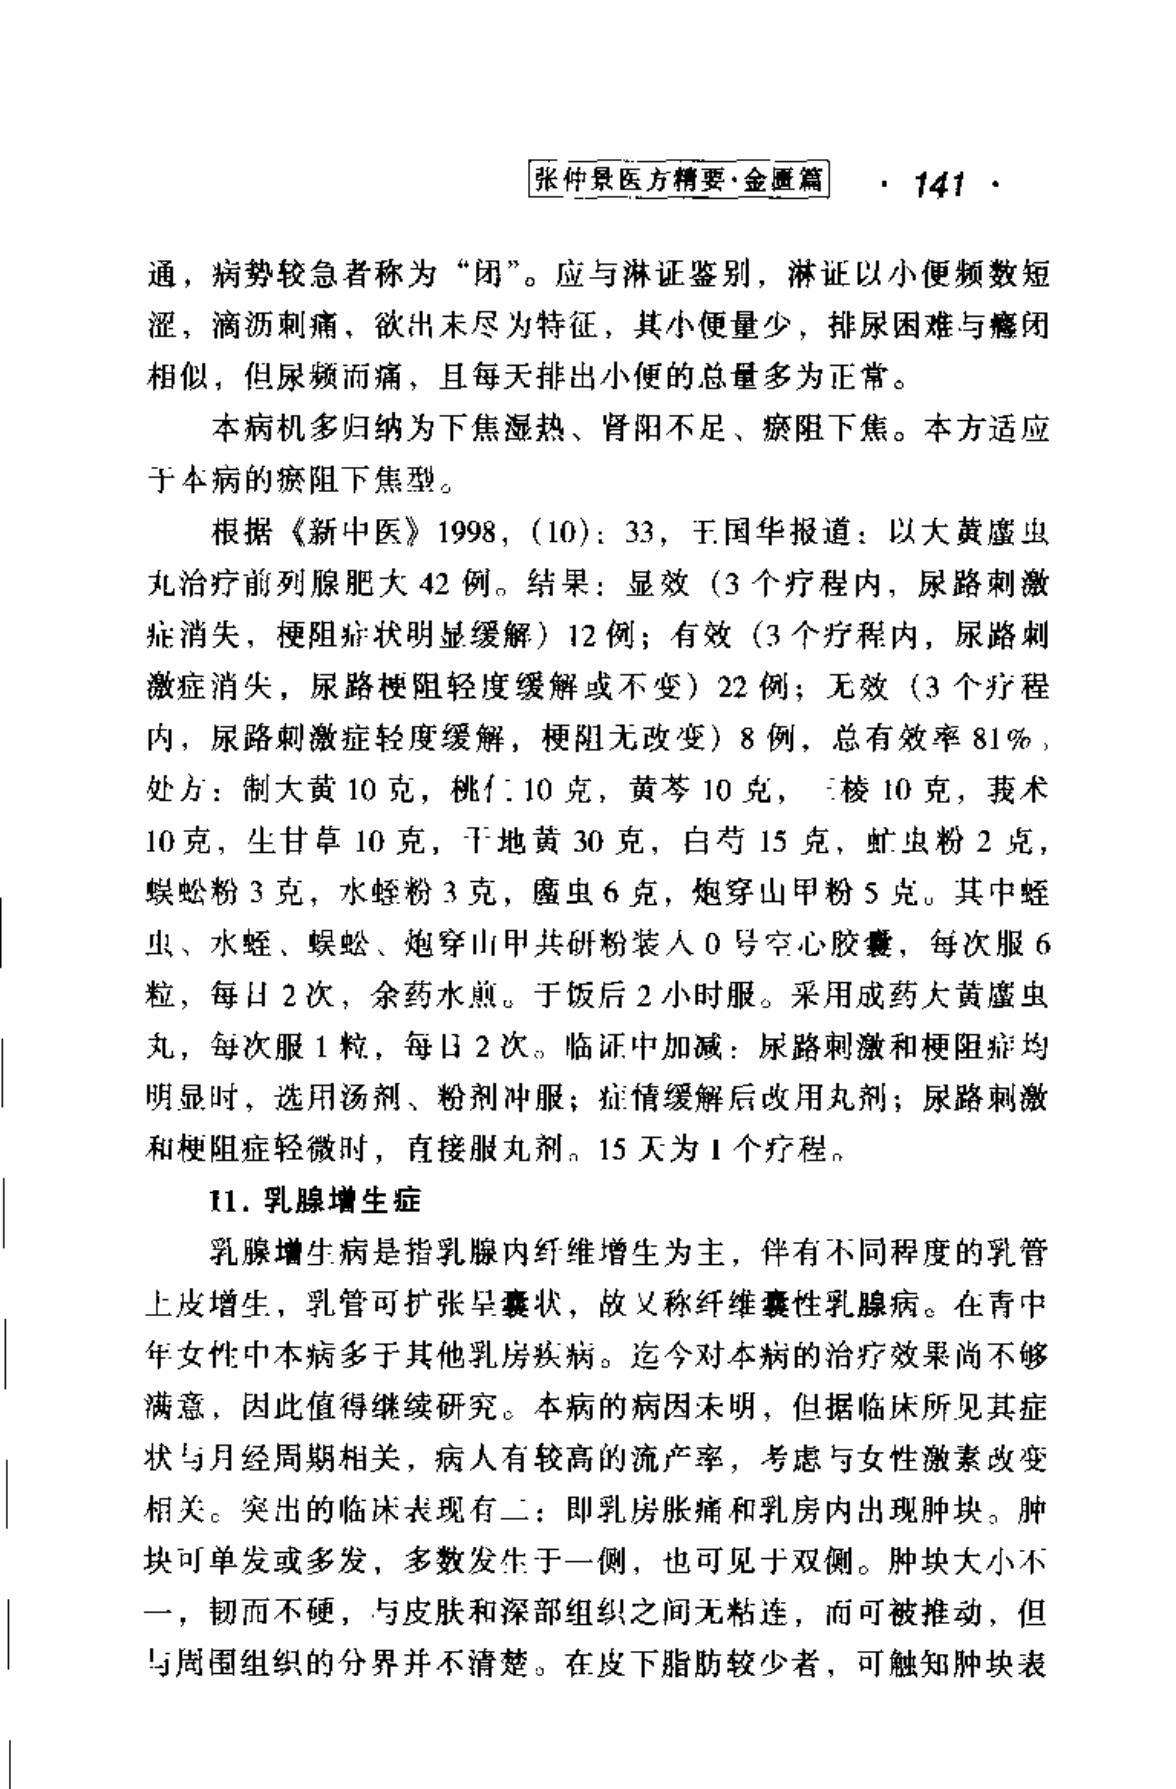 张仲景医方精要·金匮篇 · 141 ·
通，病势较急者称为“闭”。应与淋证鉴别，淋证以小便频数短
涩，滴沥刺痛，欲出未尽为特征，其小便量少，排尿困难与癃闭
相似，但尿频而痛，且每天排出小便的总量多为正常。
本病机多归纳为下焦湿热、肾阳不足、瘀阻下焦。本方适应
于本病的瘀阻下焦型。
根据《新中医》1998，（10）：33，王国华报道：以大黄䗪虫
丸治疗前列腺肥大 42 例。结果：显效（3 个疗程内，尿路刺激
症消失，梗阻症状明显缓解）12 例；有效（3 个疗程内，尿路刺
激症消失，尿路梗阻轻度缓解或不变）22 例；无效（3 个疗程
内，尿路刺激症轻度缓解，梗阻无改变）8 例，总有效率 81%。
处方：制大黄 10 克，桃仁 10 克，黄芩 10 克，三棱 10 克，莪术
10 克，生甘草 10 克，干地黄 30 克，白芍 15 克，虻虫粉 2 克，
蜈蚣粉 3 克，水蛭粉 3 克，䗪虫 6 克，炮穿山甲粉 5 克。其中蛭
虫、水蛭、蜈蚣、炮穿山甲共研粉装入 0 号空心胶囊，每次服 6
粒，每日 2 次，余药水煎。于饭后 2 小时服。采用成药大黄䗪虫
丸，每次服 1 粒，每日 2 次。临证中加减：尿路刺激和梗阻症均
明显时，选用汤剂、粉剂冲服；症情缓解后改用丸剂；尿路刺激
和梗阻症轻微时，直接服丸剂。15 天为 1 个疗程。
11. 乳腺增生症
乳腺增生病是指乳腺内纤维增生为主，伴有不同程度的乳管
上皮增生，乳管可扩张呈囊状，故又称纤维囊性乳腺病。在青中
年女性中本病多于其他乳房疾病。迄今对本病的治疗效果尚不够
满意，因此值得继续研究。本病的病因未明，但据临床所见其症
状与月经周期相关，病人有较高的流产率，考虑与女性激素改变
相关。突出的临床表现有二：即乳房胀痛和乳房内出现肿块。肿
块可单发或多发，多数发生于一侧，也可见于双侧。肿块大小不
一，韧而不硬，与皮肤和深部组织之间无粘连，而可被推动，但
与周围组织的分界并不清楚。在皮下脂肪较少者，可触知肿块表